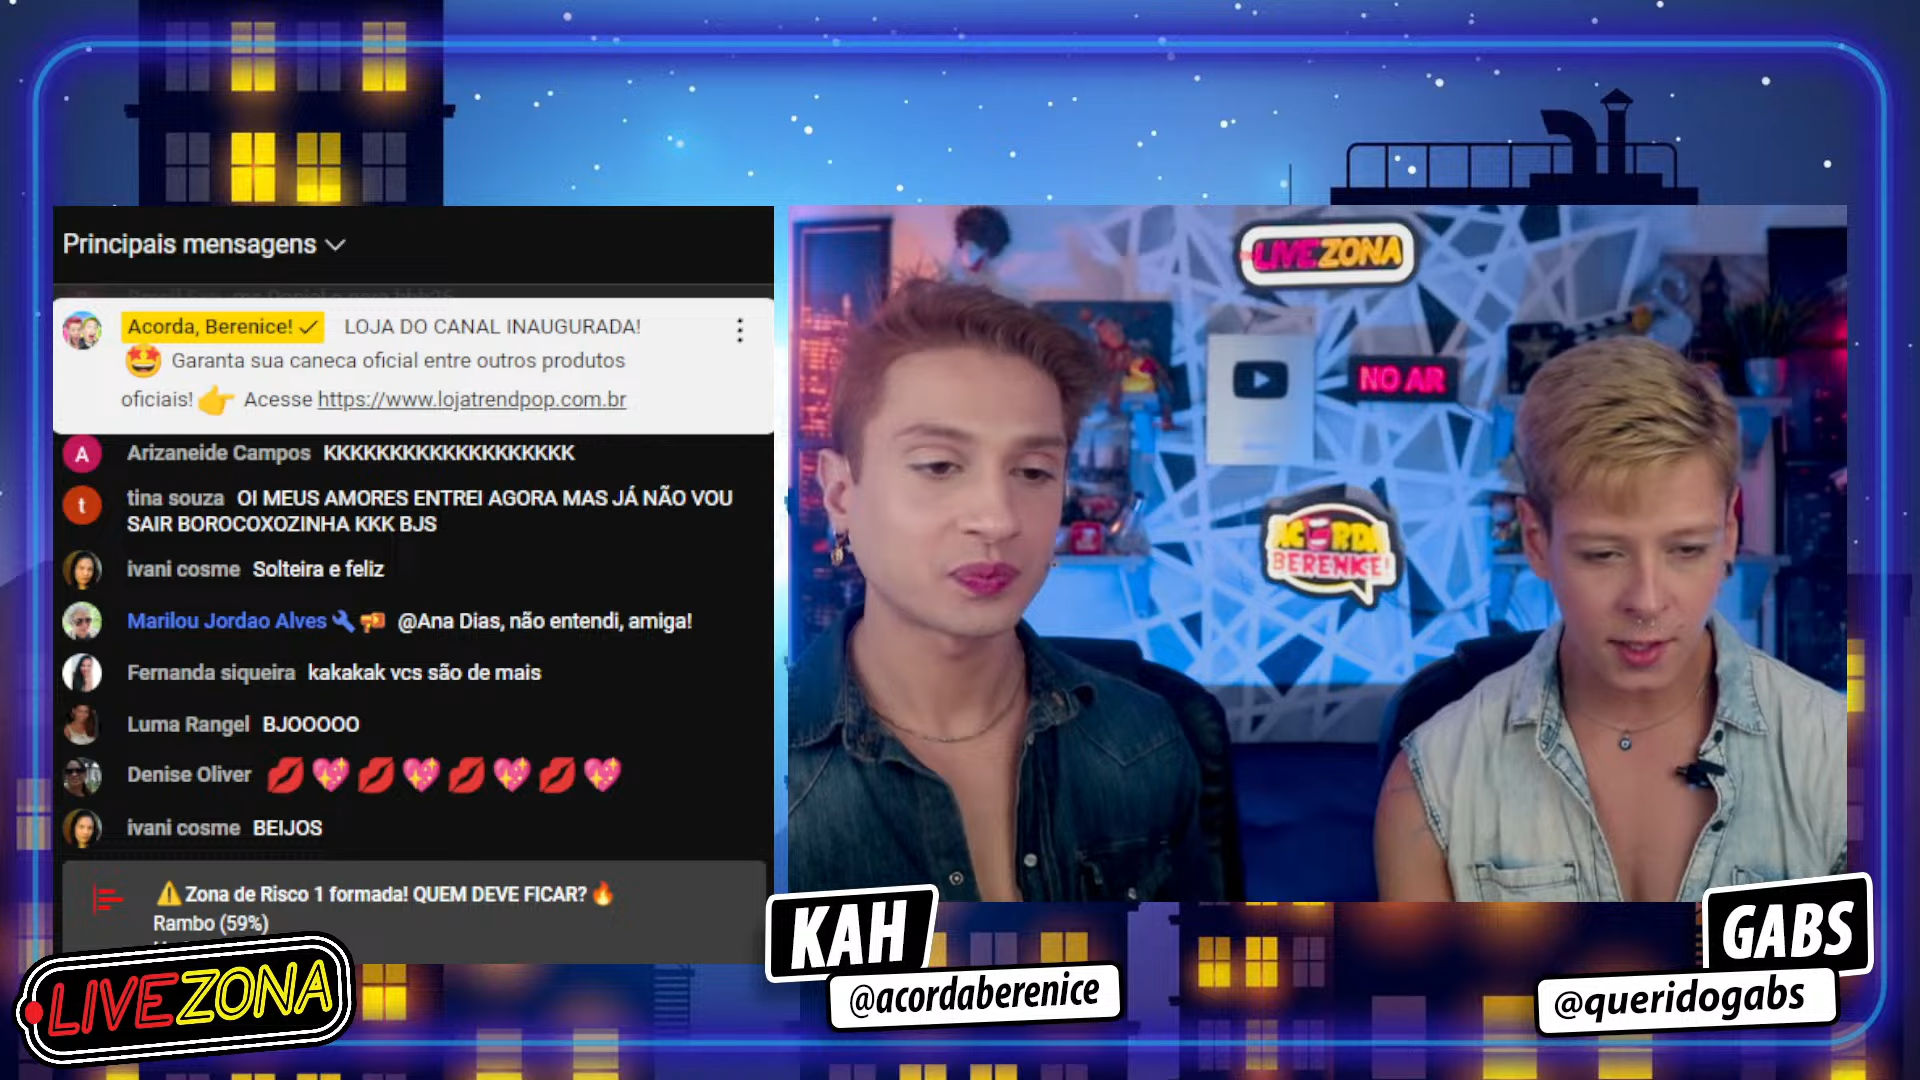 Principais mensagens
Acorda, Berenice! ✓ LOJA DO CANAL INAUGURADA!
🤩 Garanta sua caneca oficial entre outros produtos
oficiais! 👉 Acesse https://www.lojatrendpop.com.br
A Arizaneide Campos KKKKKKKKKKKKKKKKKKK
t tina souza OI MEUS AMORES ENTREI AGORA MAS JÁ NÃO VOU
SAIR BOROCOXOZINHA KKK BJS
ivani cosme Solteira e feliz
Marilou Jordao Alves @Ana Dias, não entendi, amiga!
Fernanda siqueira kakakak vcs são de mais
Luma Rangel BJOOOOO
Denise Oliver 💋💖💋💖💋💖💋💖
ivani cosme BEIJOS
⚠️Zona de Risco 1 formada! QUEM DEVE FICAR?🔥
Rambo (59%)
LIVEZONA
LIVEZONA
NO AR
ACORDA
BERENICE!
KAH
@acordaberenice
GABS
@queridogabs